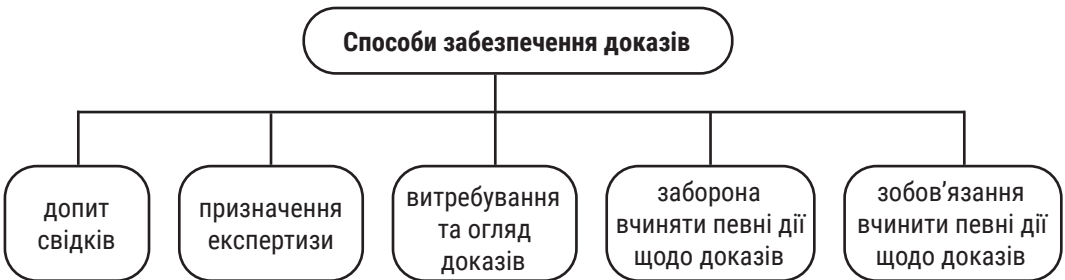 Способи забезпечення доказів
допит
свідків
призначення
експертизи
витребування
та огляд
доказів
заборона
вчиняти певні дії
щодо доказів
зобов’язання
вчинити певні дії
щодо доказів